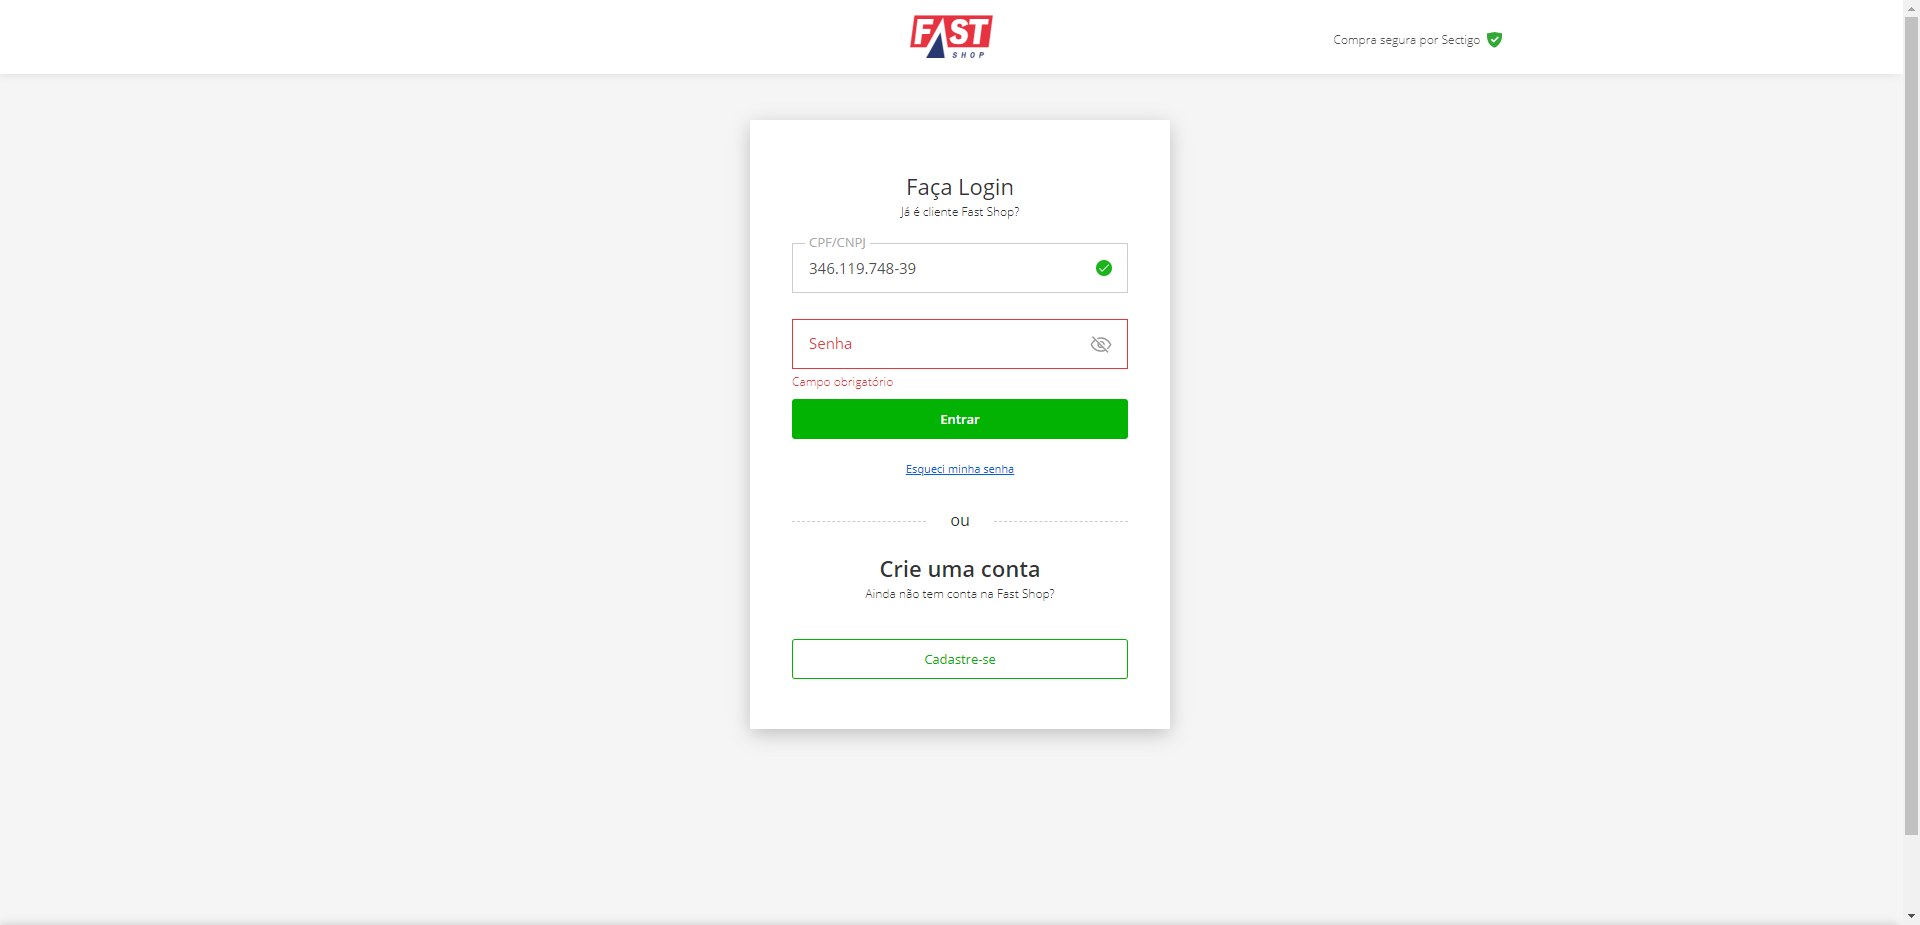 FAST
SHOP
Compra segura por Sectigo
Faça Login
Já é cliente Fast Shop?
CPF/CNPJ
346.119.748-39
Senha
Campo obrigatório
Entrar
Esqueci minha senha
ou
Crie uma conta
Ainda não tem conta na Fast Shop?
Cadastre-se